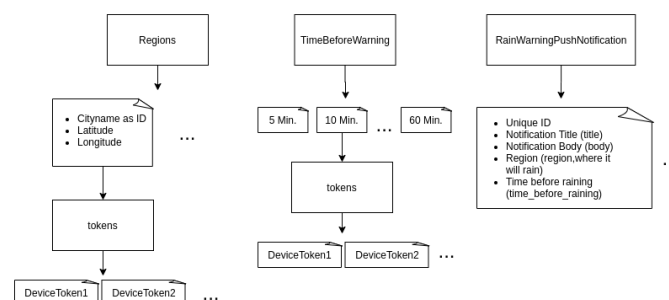 Regions
TimeBeforeWarning
RainWarningPushNotification
Cityname as ID
Latitude
Longitude
...
5 Min.
10 Min.
...
60 Min.
Unique ID
Notification Title (title)
Notification Body (body)
Region (region,where it
will rain)
Time before raining
(time_before_raining)
tokens
tokens
DeviceToken1
DeviceToken2
...
DeviceToken1
DeviceToken2
...